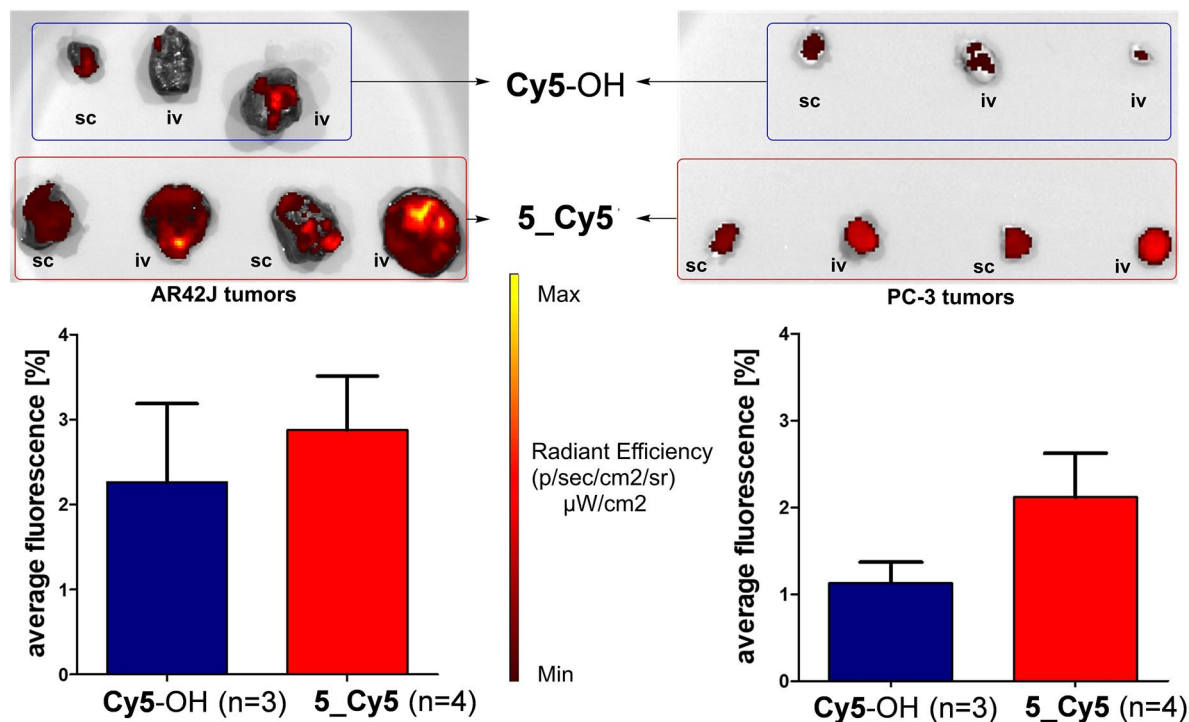 sc
iv
iv
Cy5-OH
sc
iv
iv
sc
iv
sc
iv
5_Cy5
sc
iv
sc
iv
AR42J tumors
PC-3 tumors
Max
Radiant Efficiency
(p/sec/cm2/sr)
µW/cm2
Min
average fluorescence [%]
4
3
2
1
0
Cy5-OH (n=3)
5_Cy5 (n=4)
average fluorescence [%]
4
3
2
1
0
Cy5-OH (n=3)
5_Cy5 (n=4)